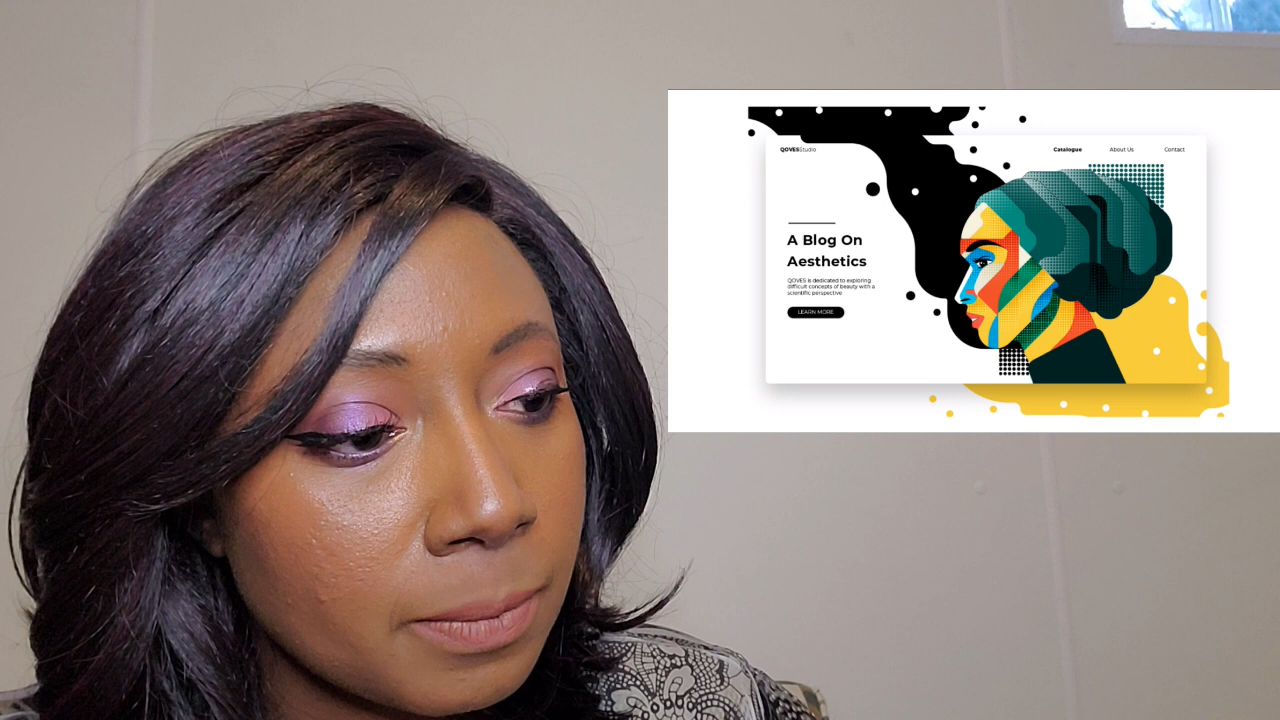 QOVESStudio
Catalogue About Us Contact
A Blog On
Aesthetics
QOVES is dedicated to exploring
difficult concepts of beauty with a
scientific perspective
LEARN MORE